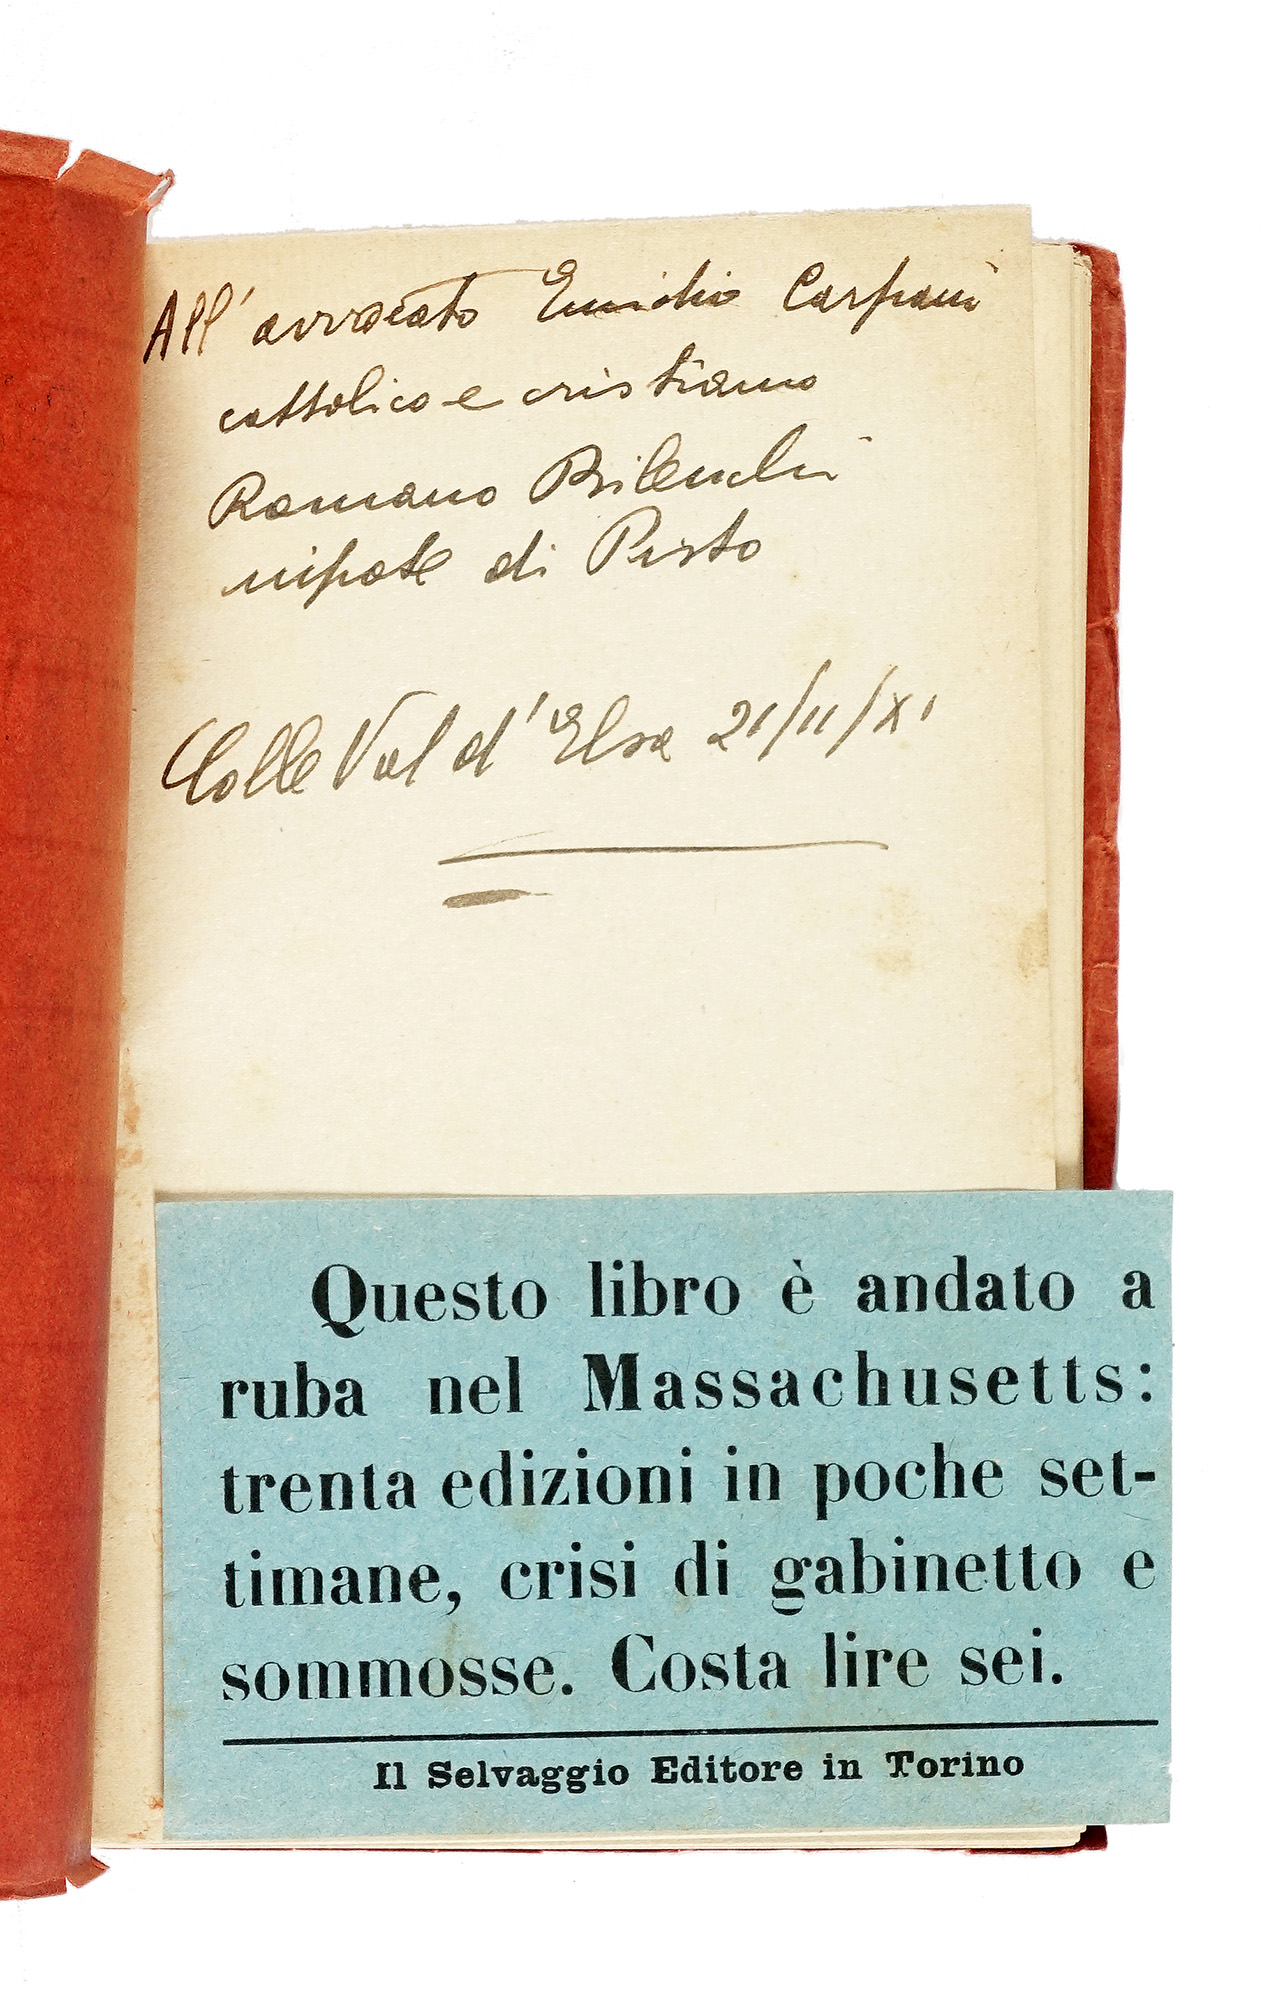 All' avvocato Emilio Carpani
cattolico e cristiano
Romano Bilenchi
nipote di Pisto
Colle Val d'Elsa 21/11/XI
Questo libro è andato a
ruba nel Massachusetts:
trenta edizioni in poche set-
timane, crisi di gabinetto e
sommosse. Costa lire sei.
Il Selvaggio Editore in Torino